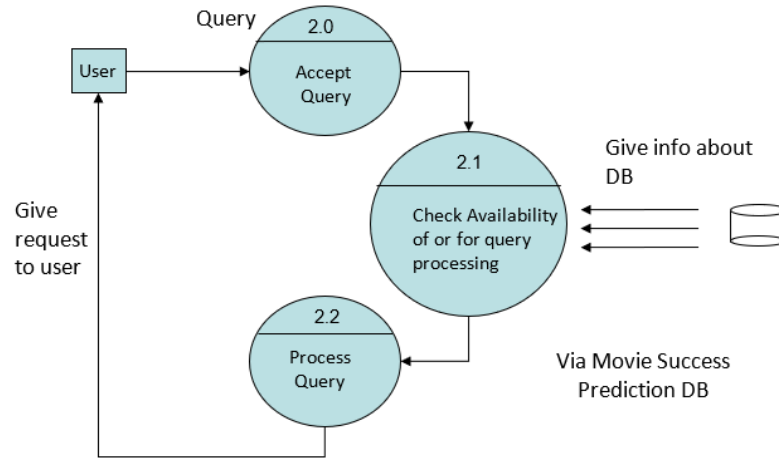 Query
2.0
Accept
Query
User
2.1
Check Availability
of or for query
processing
Give info about
DB
Give
request
to user
2.2
Process
Query
Via Movie Success
Prediction DB